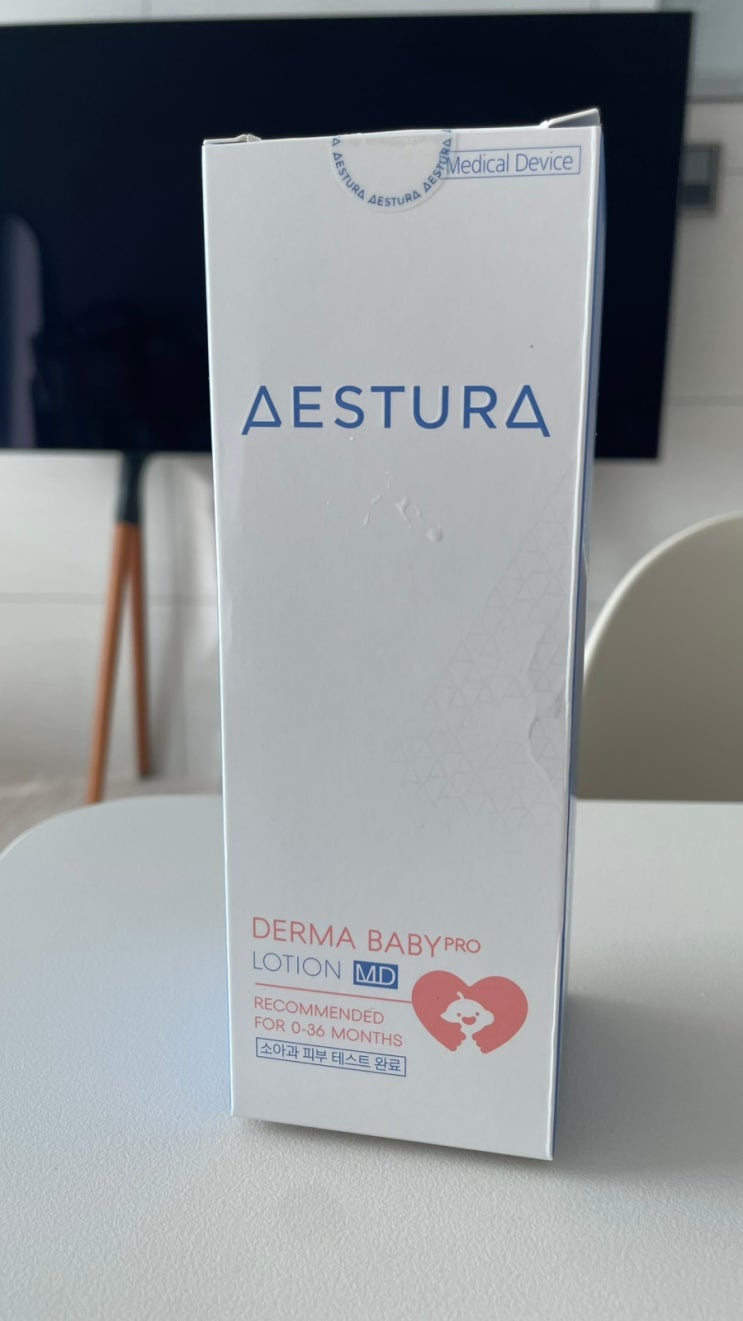 AESTURA AESTURA AESTURA
Medical Device
AESTURA
DERMA BABY PRO
LOTION MD
RECOMMENDED
FOR 0-36 MONTHS
소아과 피부 테스트 완료